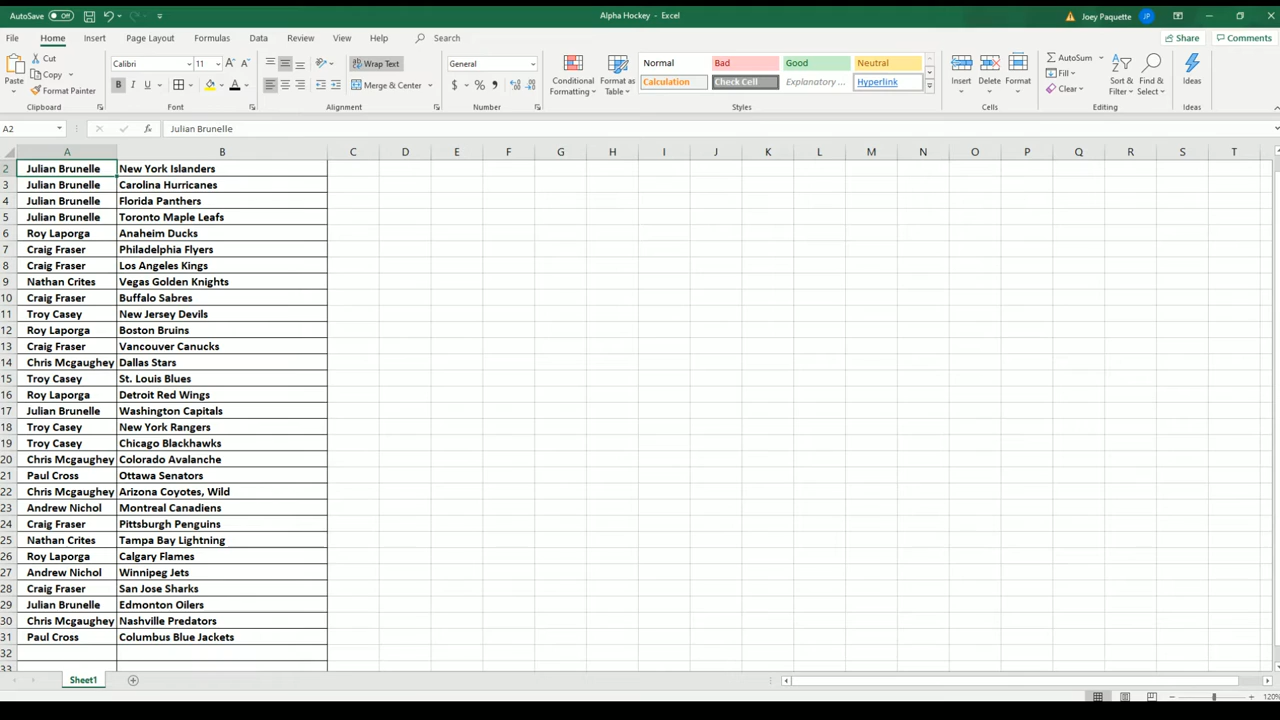 AutoSave Off Alpha Hockey - Excel Joey Paquette JP
File Home Insert Page Layout Formulas Data Review View Help Search Share Comments
Paste Cut Copy Format Painter Clipboard
Calibri 11 A A B I U A Font
Wrap Text Merge & Center Alignment
General $ % , Number
Conditional Formatting Format as Table
Normal Bad Good Neutral
Calculation Check Cell Explanatory ... Hyperlink
Styles
Insert Delete Format Cells
AutoSum Fill Clear Sort & Filter Find & Select Editing
Ideas Ideas
A2 fx Julian Brunelle
A B C D E F G H I J K L M N O P Q R S T
2 Julian Brunelle New York Islanders
3 Julian Brunelle Carolina Hurricanes
4 Julian Brunelle Florida Panthers
5 Julian Brunelle Toronto Maple Leafs
6 Roy Laporga Anaheim Ducks
7 Craig Fraser Philadelphia Flyers
8 Craig Fraser Los Angeles Kings
9 Nathan Crites Vegas Golden Knights
10 Craig Fraser Buffalo Sabres
11 Troy Casey New Jersey Devils
12 Roy Laporga Boston Bruins
13 Craig Fraser Vancouver Canucks
14 Chris Mcgaughey Dallas Stars
15 Troy Casey St. Louis Blues
16 Roy Laporga Detroit Red Wings
17 Julian Brunelle Washington Capitals
18 Troy Casey New York Rangers
19 Troy Casey Chicago Blackhawks
20 Chris Mcgaughey Colorado Avalanche
21 Paul Cross Ottawa Senators
22 Chris Mcgaughey Arizona Coyotes, Wild
23 Andrew Nichol Montreal Canadiens
24 Craig Fraser Pittsburgh Penguins
25 Nathan Crites Tampa Bay Lightning
26 Roy Laporga Calgary Flames
27 Andrew Nichol Winnipeg Jets
28 Craig Fraser San Jose Sharks
29 Julian Brunelle Edmonton Oilers
30 Chris Mcgaughey Nashville Predators
31 Paul Cross Columbus Blue Jackets
32
33
Sheet1
120%